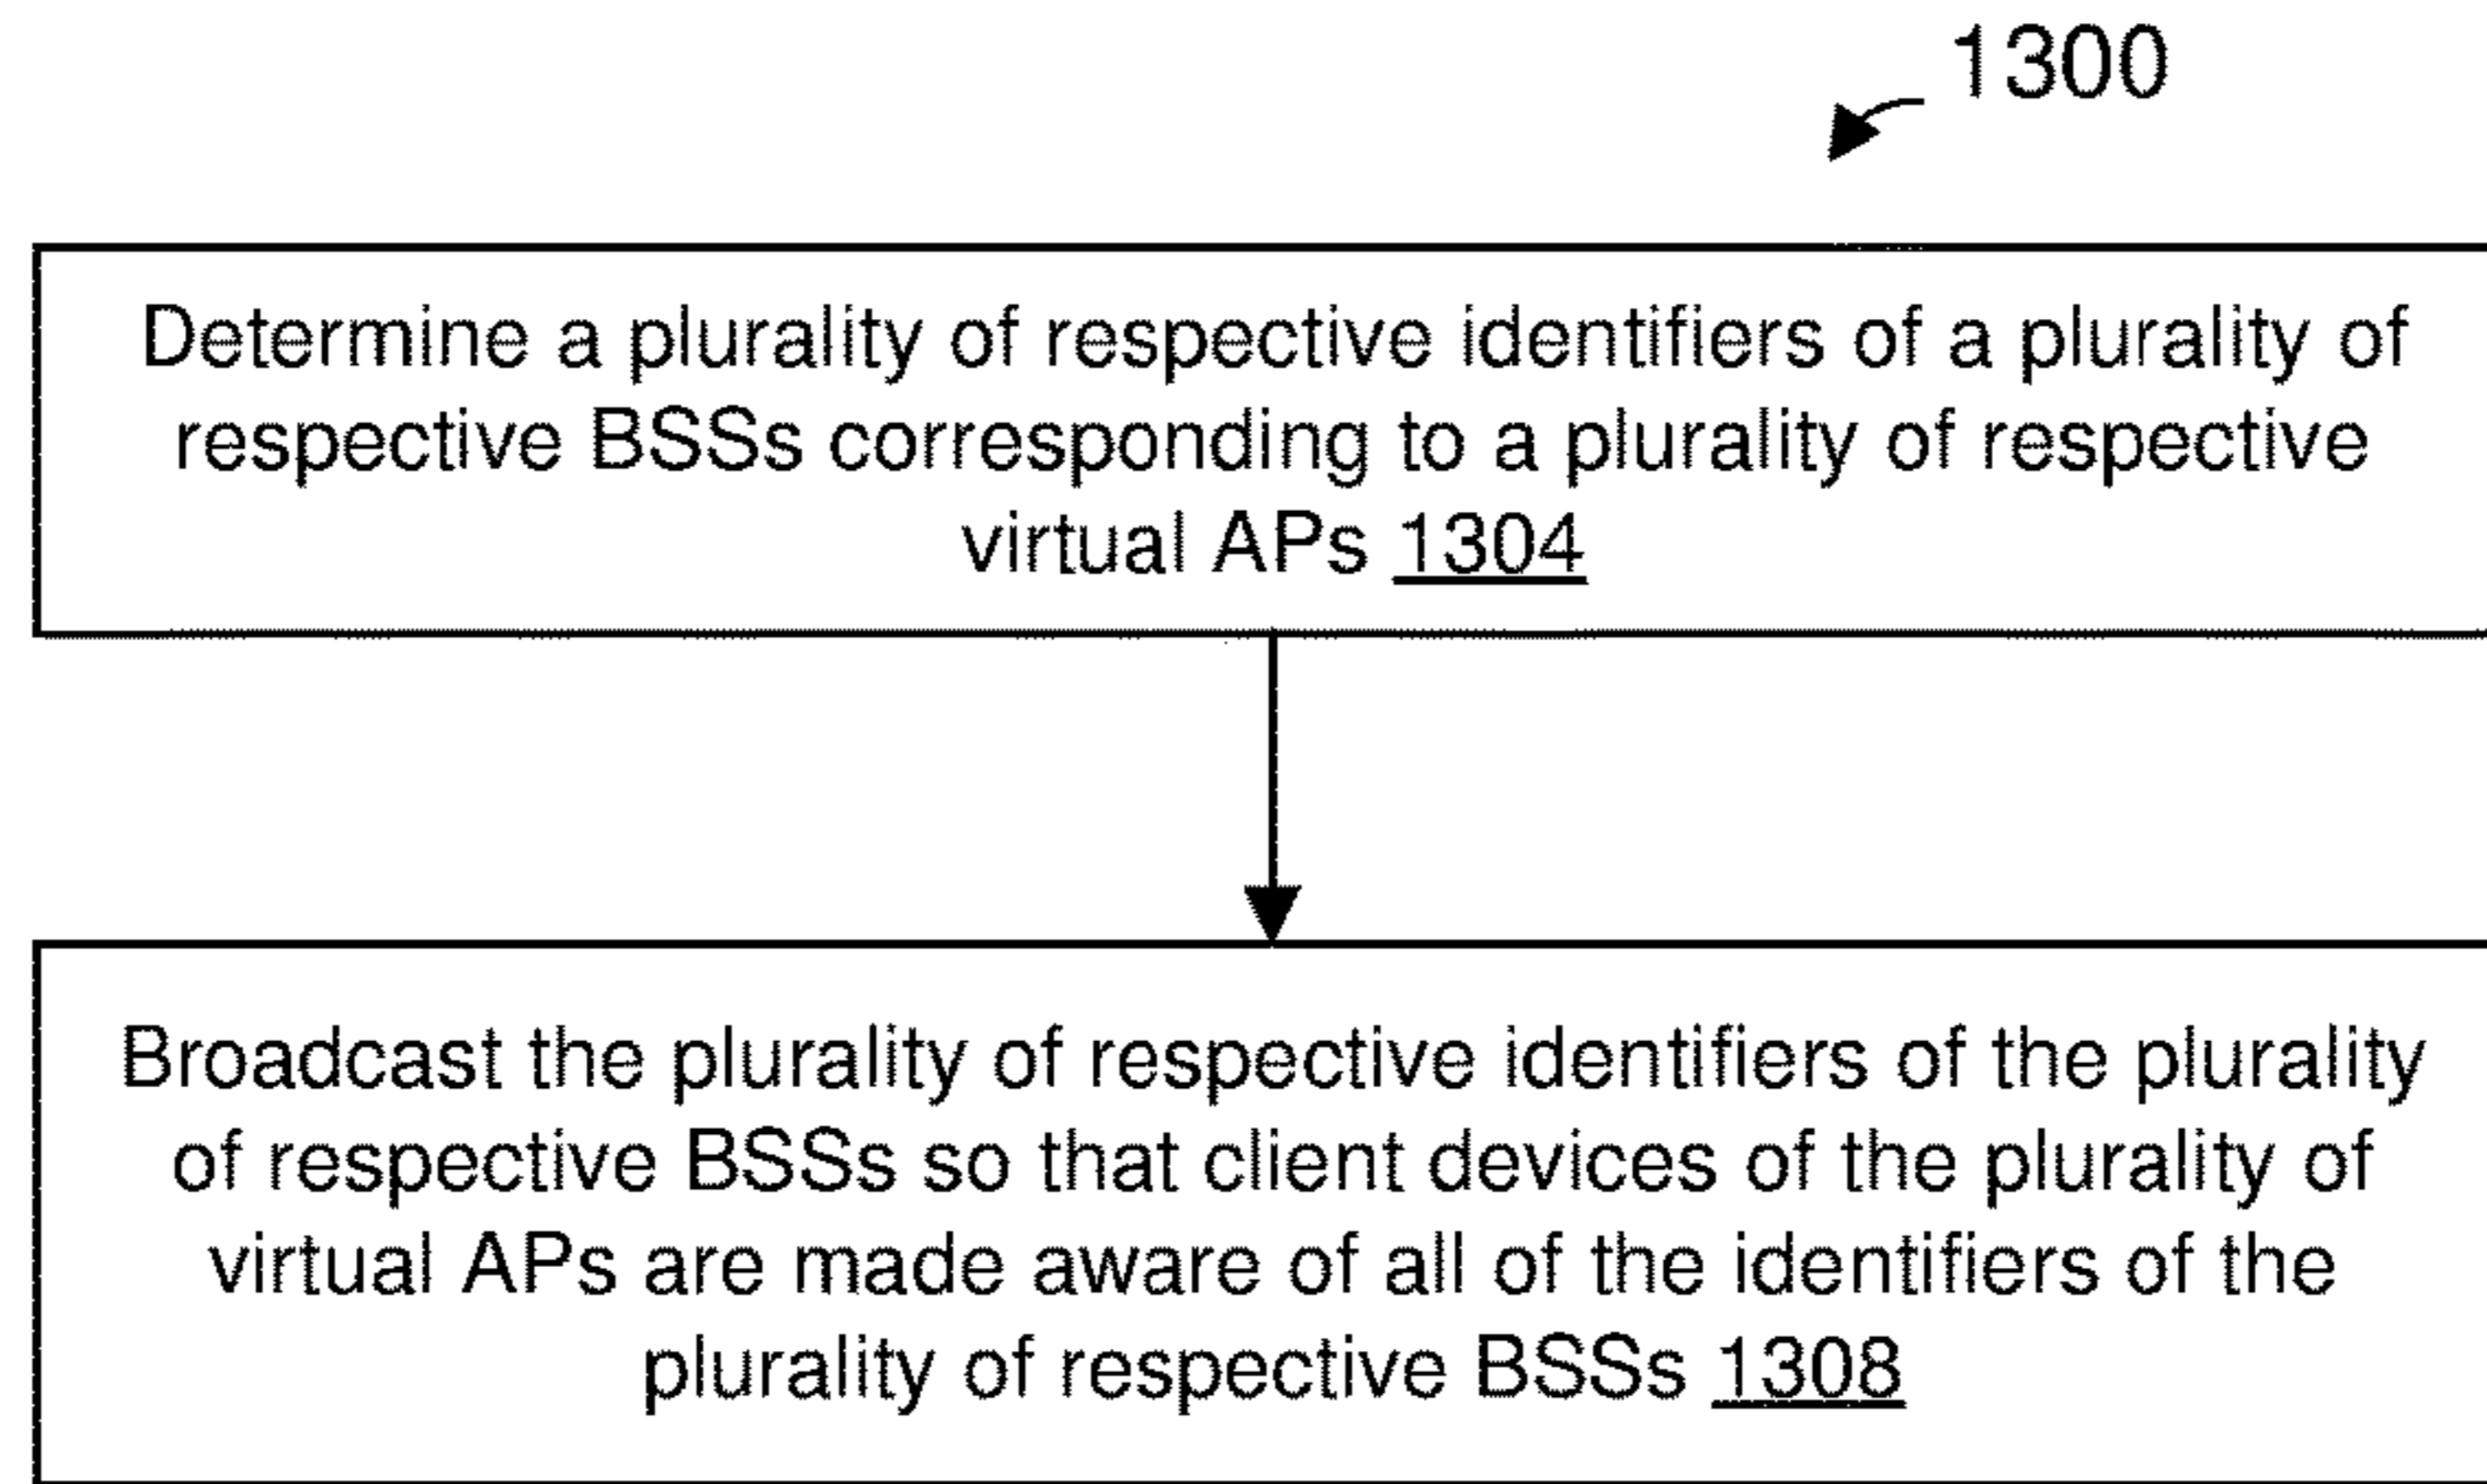 1300
Determine a plurality of respective identifiers of a plurality of
respective BSSs corresponding to a plurality of respective
virtual APs 1304
Broadcast the plurality of respective identifiers of the plurality
of respective BSSs so that client devices of the plurality of
virtual APs are made aware of all of the identifiers of the
plurality of respective BSSs 1308